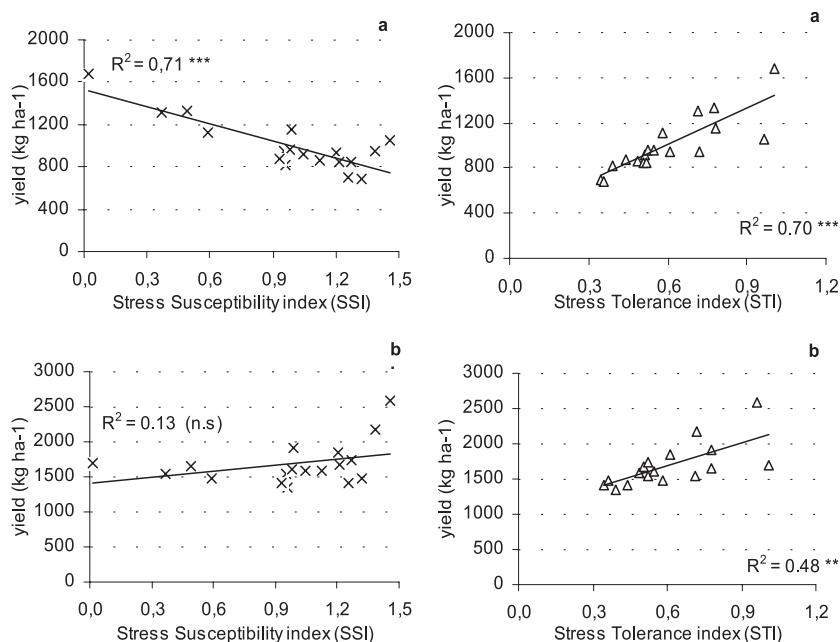 a
2000
1600
1200
800
400
0
yield (kg ha-1)
R² = 0,71 ***
0,0 0,3 0,6 0,9 1,2 1,5
Stress Susceptibility index (SSI)
a
2000
1600
1200
800
400
0
yield (kg ha-1)
R² = 0.70 ***
0,0 0,3 0,6 0,9 1,2
Stress Tolerance index (STI)
b
3000
2500
2000
1500
1000
500
0
yield (kg ha-1)
R² = 0.13 (n.s)
0,0 0,3 0,6 0,9 1,2 1,5
Stress Susceptibility index (SSI)
b
3000
2500
2000
1500
1000
500
0
yield (kg ha-1)
R² = 0.48 **
0,0 0,3 0,6 0,9 1,2
Stress Tolerance index (STI)